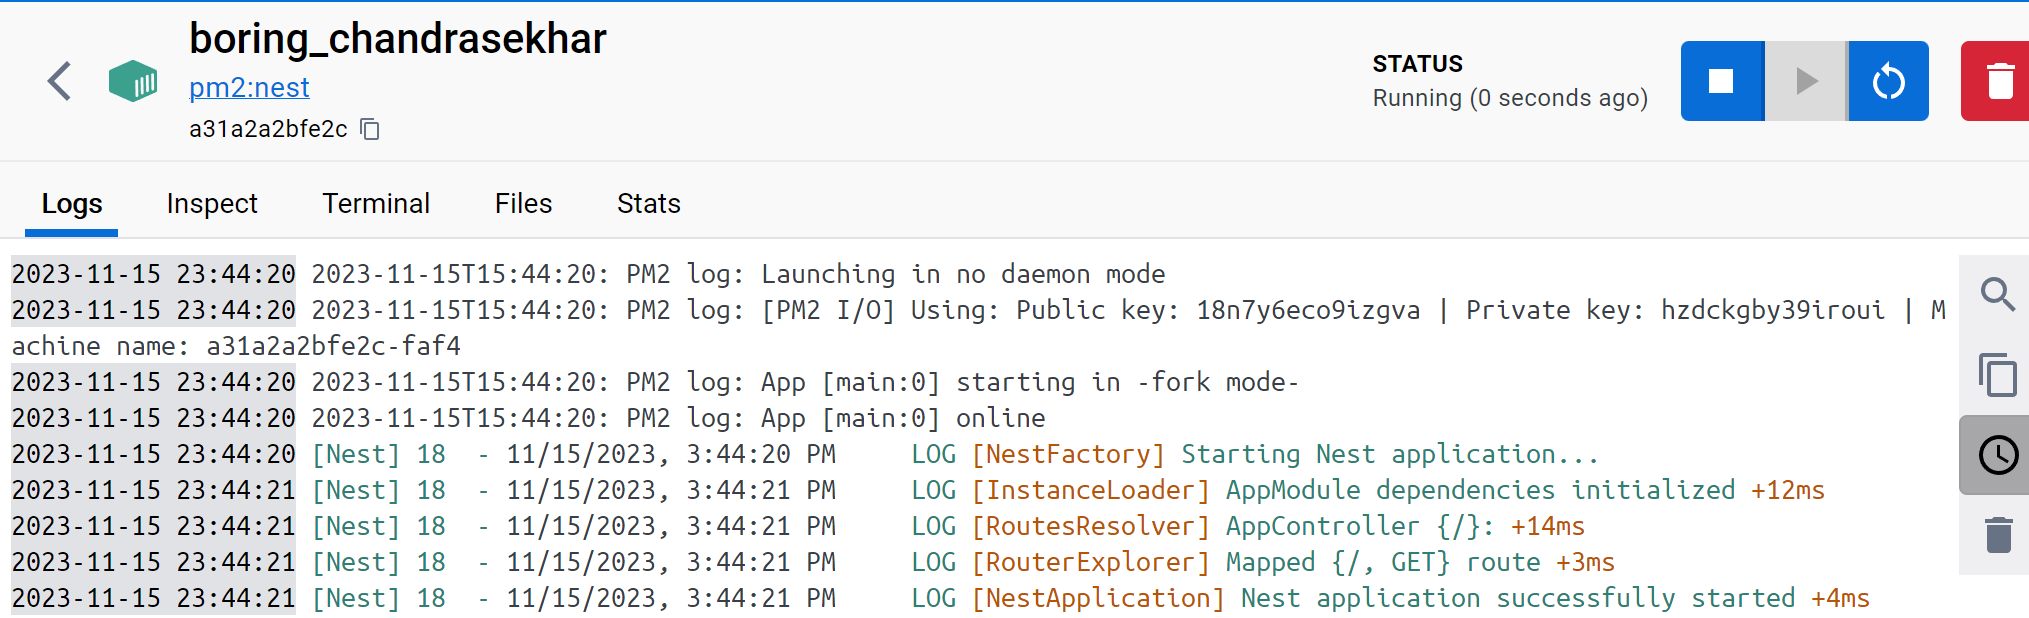 boring_chandrasekhar
pm2:nest
a31a2a2bfe2c
STATUS
Running (0 seconds ago)
Logs Inspect Terminal Files Stats
2023-11-15 23:44:20 2023-11-15T15:44:20: PM2 log: Launching in no daemon mode
2023-11-15 23:44:20 2023-11-15T15:44:20: PM2 log: [PM2 I/O] Using: Public key: 18n7y6eco9izgva | Private key: hzdckgby39iroui | M
achine name: a31a2a2bfe2c-faf4
2023-11-15 23:44:20 2023-11-15T15:44:20: PM2 log: App [main:0] starting in -fork mode-
2023-11-15 23:44:20 2023-11-15T15:44:20: PM2 log: App [main:0] online
2023-11-15 23:44:20 [Nest] 18  - 11/15/2023, 3:44:20 PM     LOG [NestFactory] Starting Nest application...
2023-11-15 23:44:21 [Nest] 18  - 11/15/2023, 3:44:21 PM     LOG [InstanceLoader] AppModule dependencies initialized +12ms
2023-11-15 23:44:21 [Nest] 18  - 11/15/2023, 3:44:21 PM     LOG [RoutesResolver] AppController {/}: +14ms
2023-11-15 23:44:21 [Nest] 18  - 11/15/2023, 3:44:21 PM     LOG [RouterExplorer] Mapped {/, GET} route +3ms
2023-11-15 23:44:21 [Nest] 18  - 11/15/2023, 3:44:21 PM     LOG [NestApplication] Nest application successfully started +4ms